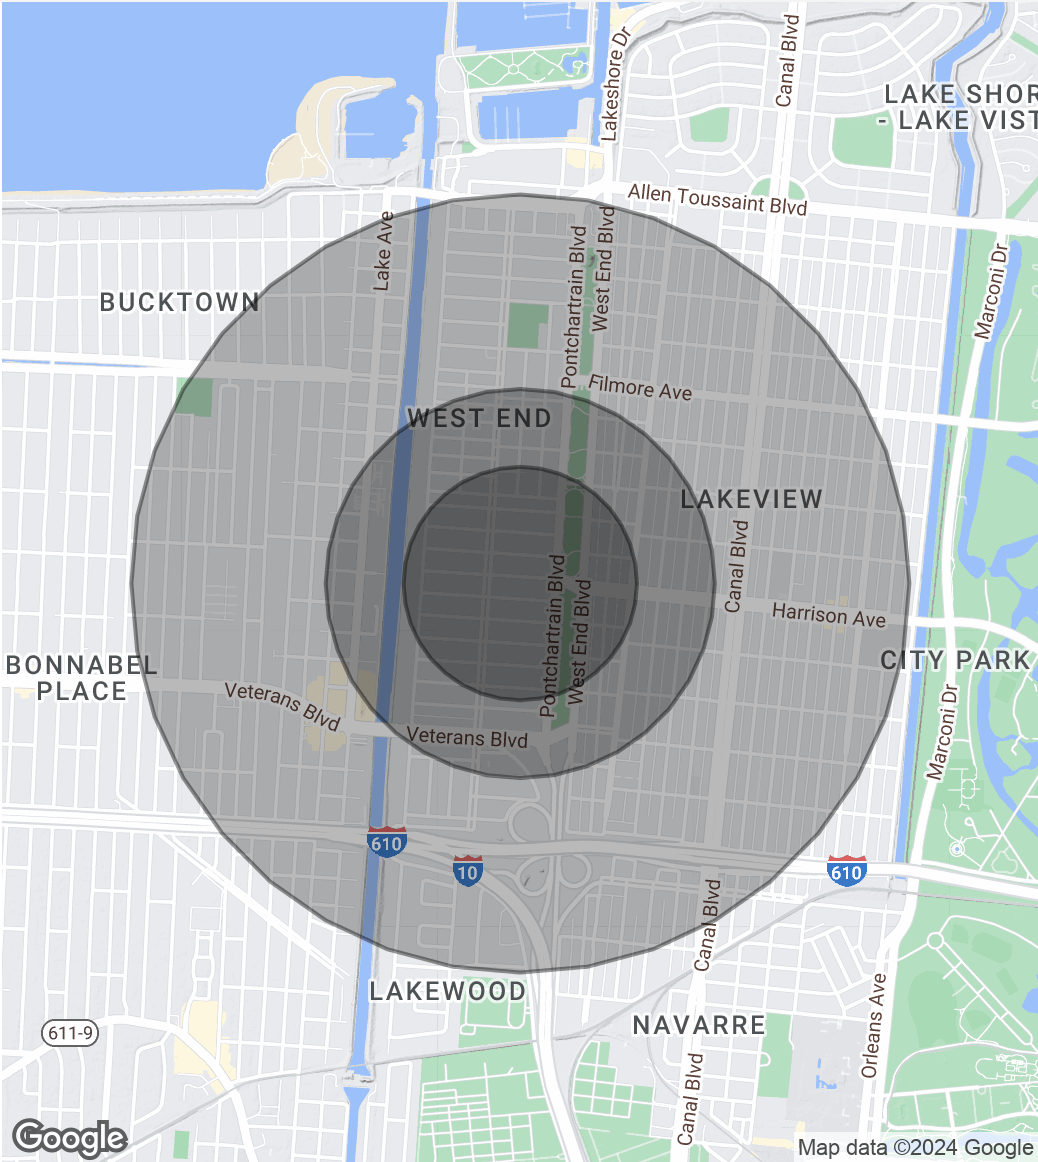 Canal Blvd
Lakeshore Dr
LAKE SHOR
- LAKE VIST
Allen Toussaint Blvd
Lake Ave
Pontchartrain Blvd
West End Blvd
Marconi Dr
BUCKTOWN
Filmore Ave
WEST END
LAKEVIEW
Canal Blvd
Pontchartrain Blvd
West End Blvd
Harrison Ave
BONNABEL
PLACE
CITY PARK
Veterans Blvd
Veterans Blvd
Marconi Dr
610
10
610
Canal Blvd
LAKEWOOD
NAVARRE
611-9
Orleans Ave
Canal Blvd
Google
Map data ©2024 Google